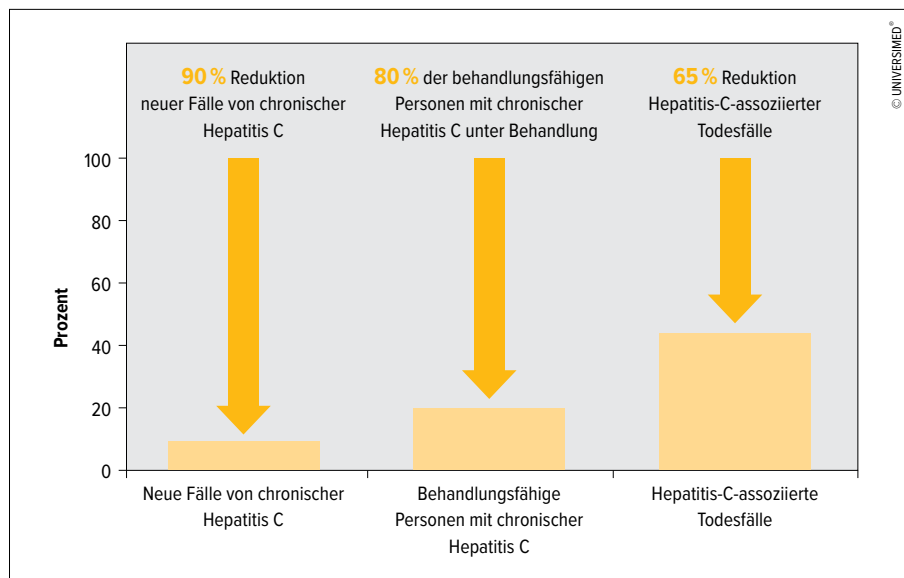 © UNIVERSIMED®
90 % Reduktion
neuer Fälle von chronischer
Hepatitis C
80 % der behandlungsfähigen
Personen mit chronischer
Hepatitis C unter Behandlung
65 % Reduktion
Hepatitis-C-assoziierter
Todesfälle
Prozent
100
80
60
40
20
0
Neue Fälle von chronischer
Hepatitis C
Behandlungsfähige
Personen mit chronischer
Hepatitis C
Hepatitis-C-assoziierte
Todesfälle